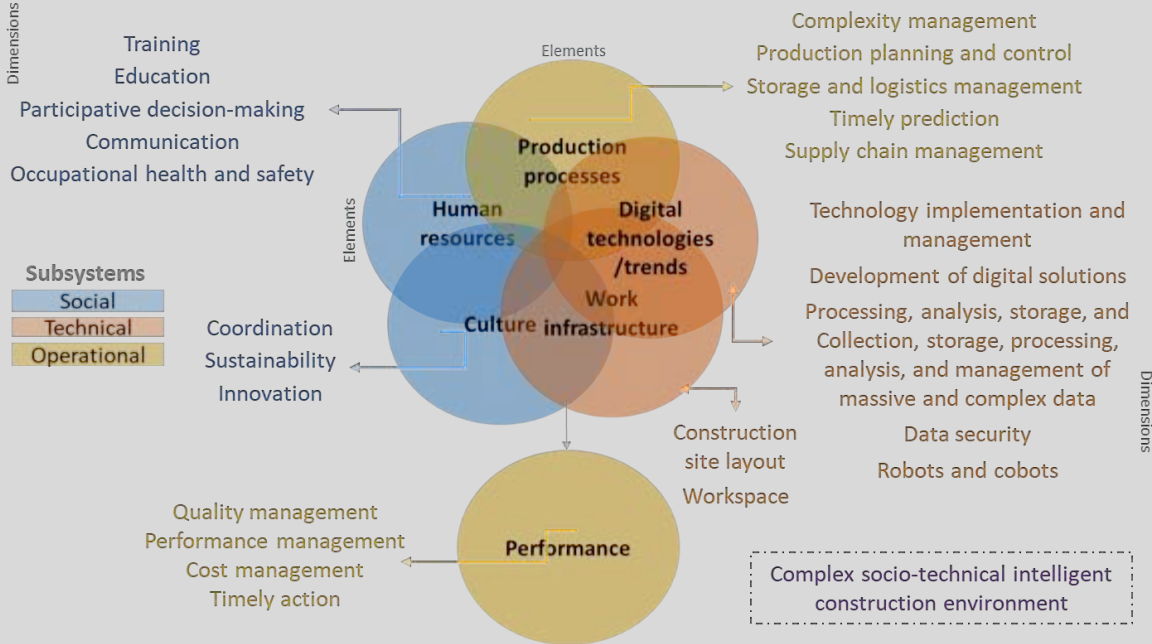 Dimensions
Training
Education
Participative decision-making
Communication
Occupational health and safety
Elements
Complexity management
Production planning and control
Storage and logistics management
Timely prediction
Supply chain management
Production
processes
Human
resources
Digital
technologies
/trends
Work
infrastructure
Culture
Elements
Technology implementation and
management
Development of digital solutions
Processing, analysis, storage, and
Collection, storage, processing,
analysis, and management of
massive and complex data
Data security
Robots and cobots
Dimensions
Subsystems
Social
Technical
Operational
Coordination
Sustainability
Innovation
Construction
site layout
Workspace
Quality management
Performance management
Cost management
Timely action
Performance
Complex socio-technical intelligent
construction environment